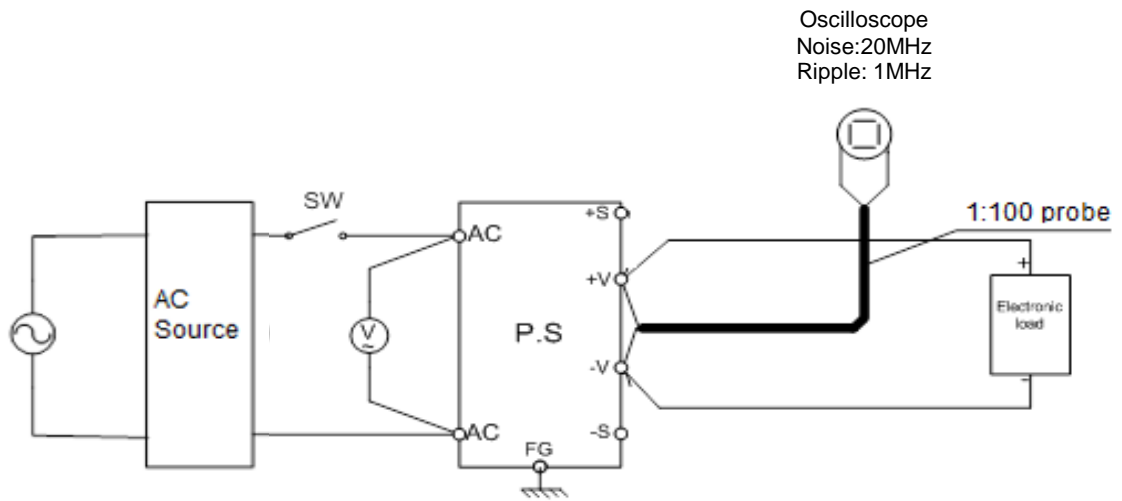 Oscilloscope
Noise:20MHz
Ripple: 1MHz
SW
+S
1:100 probe
AC
+V
+
AC
Source
V
~
P.S
Electronic
load
-V
-
AC
-S
FG